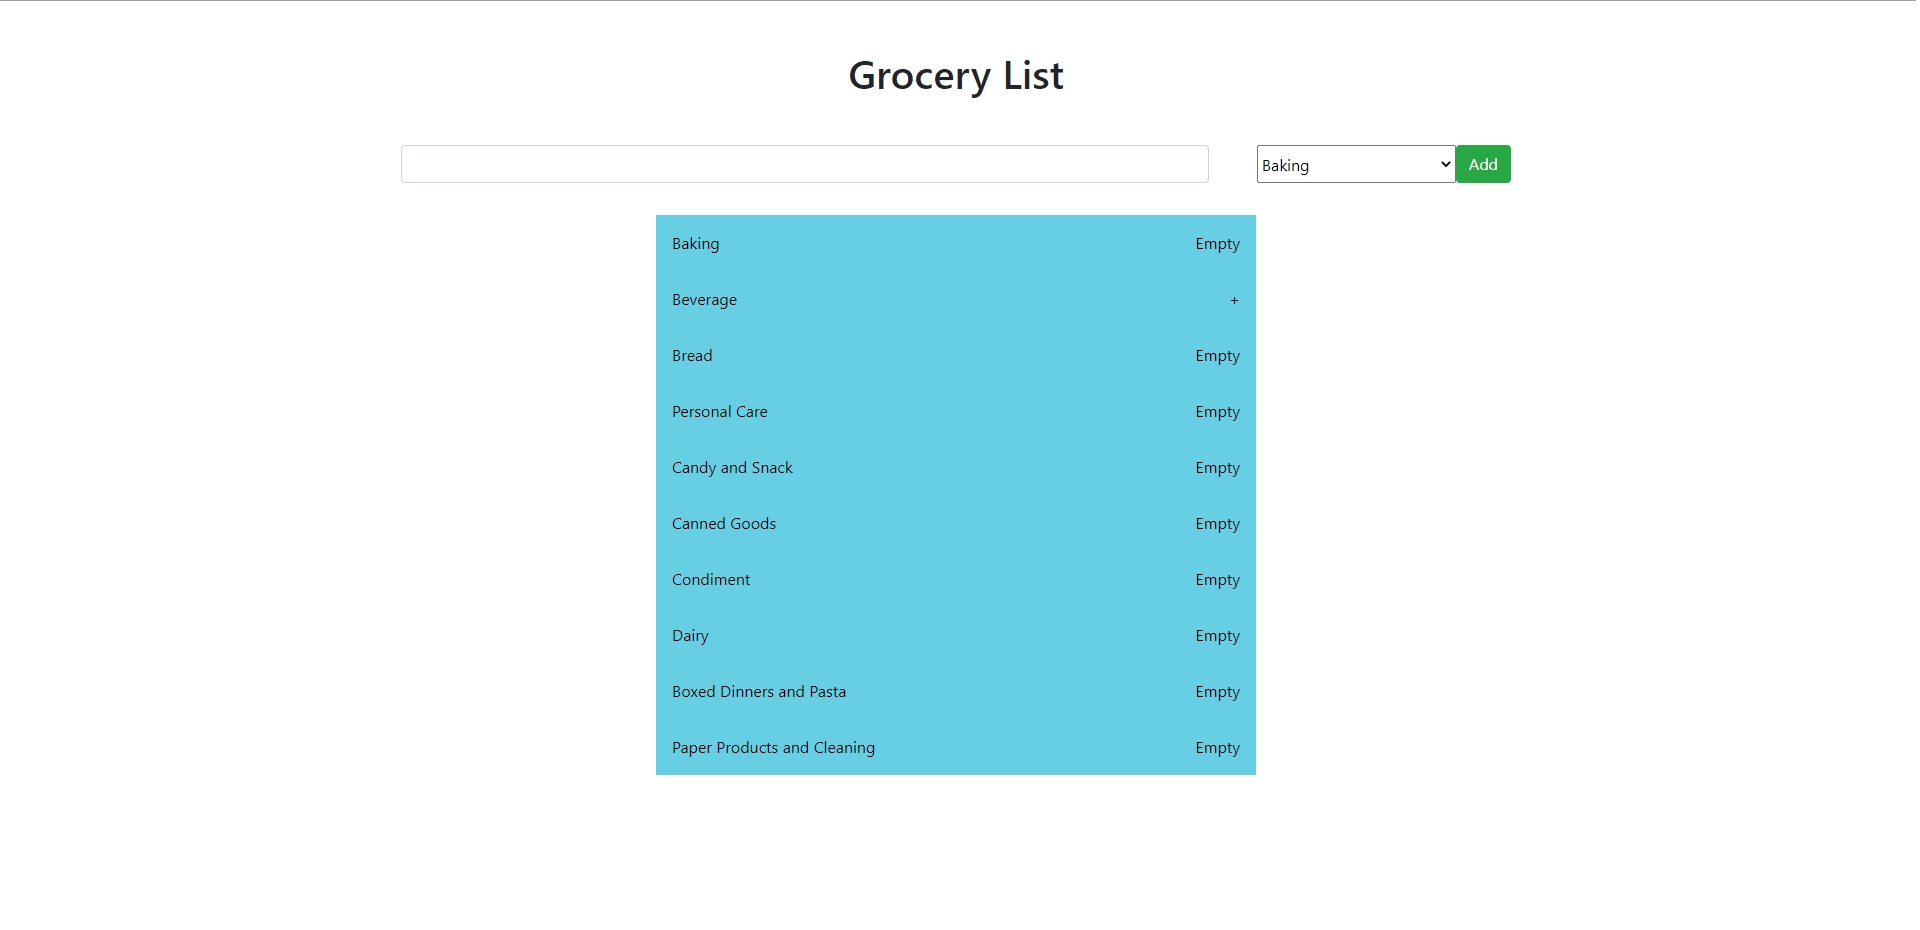 Grocery List
Baking Add
Baking Empty
Beverage +
Bread Empty
Personal Care Empty
Candy and Snack Empty
Canned Goods Empty
Condiment Empty
Dairy Empty
Boxed Dinners and Pasta Empty
Paper Products and Cleaning Empty